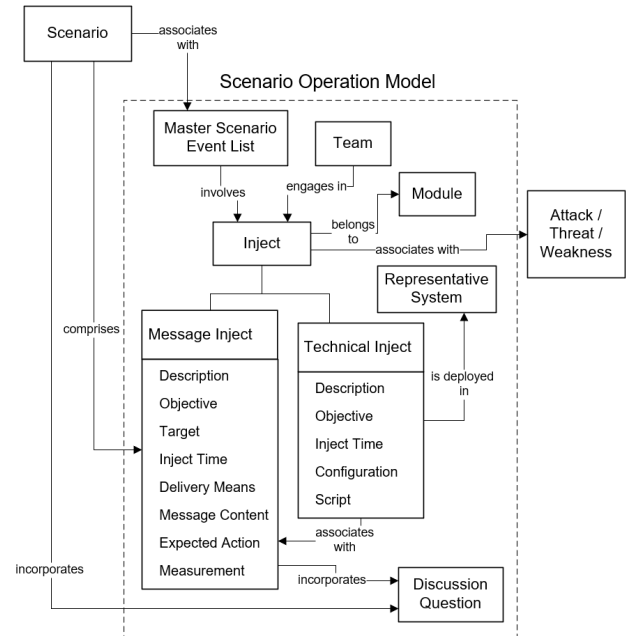 Scenario
associates
with
Scenario Operation Model
Master Scenario
Event List
Team
involves
engages in
Module
Attack /
Threat /
Weakness
Inject
belongs
to
associates with
Representative
System
comprises
Message Inject
Technical Inject
Description
Objective
Target
Inject Time
Delivery Means
Message Content
Expected Action
Measurement
Description
Objective
Inject Time
Configuration
Script
is deployed
in
associates
with
incorporates
incorporates
Discussion
Question